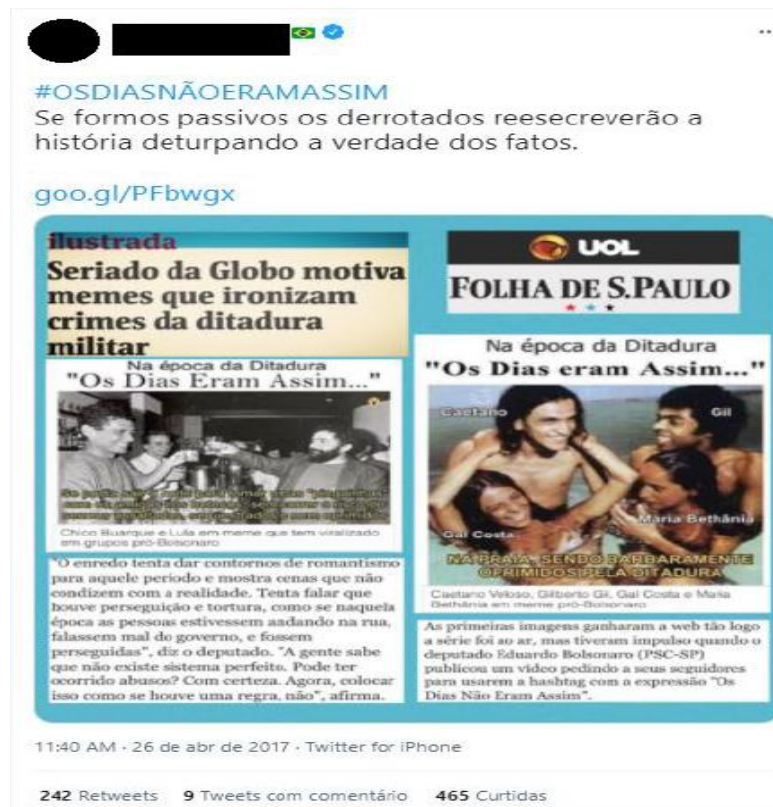 #OSDIASNÃOERAMASSIM
Se formos passivos os derrotados reesecreverão a
história deturpando a verdade dos fatos.
goo.gl/PFbwgx
ilustrada
Seriado da Globo motiva
memes que ironizam
crimes da ditadura
militar
Na época da Ditadura
"Os Dias Eram Assim..."
Chico Buarque e Lula em meme que tem viralizado
em grupos pró-Bolsonaro
"O enredo tenta dar contornos de romantismo
para aquele período e mostra cenas que não
condizem com a realidade. Tenta falar que
houve perseguição e tortura, como se naquela
época as pessoas estivessem aadando na rua,
falassem mal do governo, e fossem
perseguidas", diz o deputado. "A gente sabe
que não existe sistema perfeito. Pode ter
ocorrido abusos? Com certeza. Agora, colocar
isso como se houve uma regra, não", afirma.
UOL
FOLHA DE S.PAULO
Na época da Ditadura
"Os Dias eram Assim..."
Caetano
Gil
Maria Bethânia
Gal Costa
NA PRAIA, SENDO BARBARAMENTE
OPRIMIDOS PELA DITADURA
Caetano Veloso, Gilberto Gil, Gal Costa e Maria
Bethânia em meme pró-Bolsonaro
As primeiras imagens ganharam a web tão logo
a série foi ao ar, mas tiveram impulso quando o
deputado Eduardo Bolsonaro (PSC-SP)
publicou um vídeo pedindo a seus seguidores
para usarem a hashtag com a expressão "Os
Dias Não Eram Assim".
11:40 AM · 26 de abr de 2017 · Twitter for iPhone
242 Retweets 9 Tweets com comentário 465 Curtidas